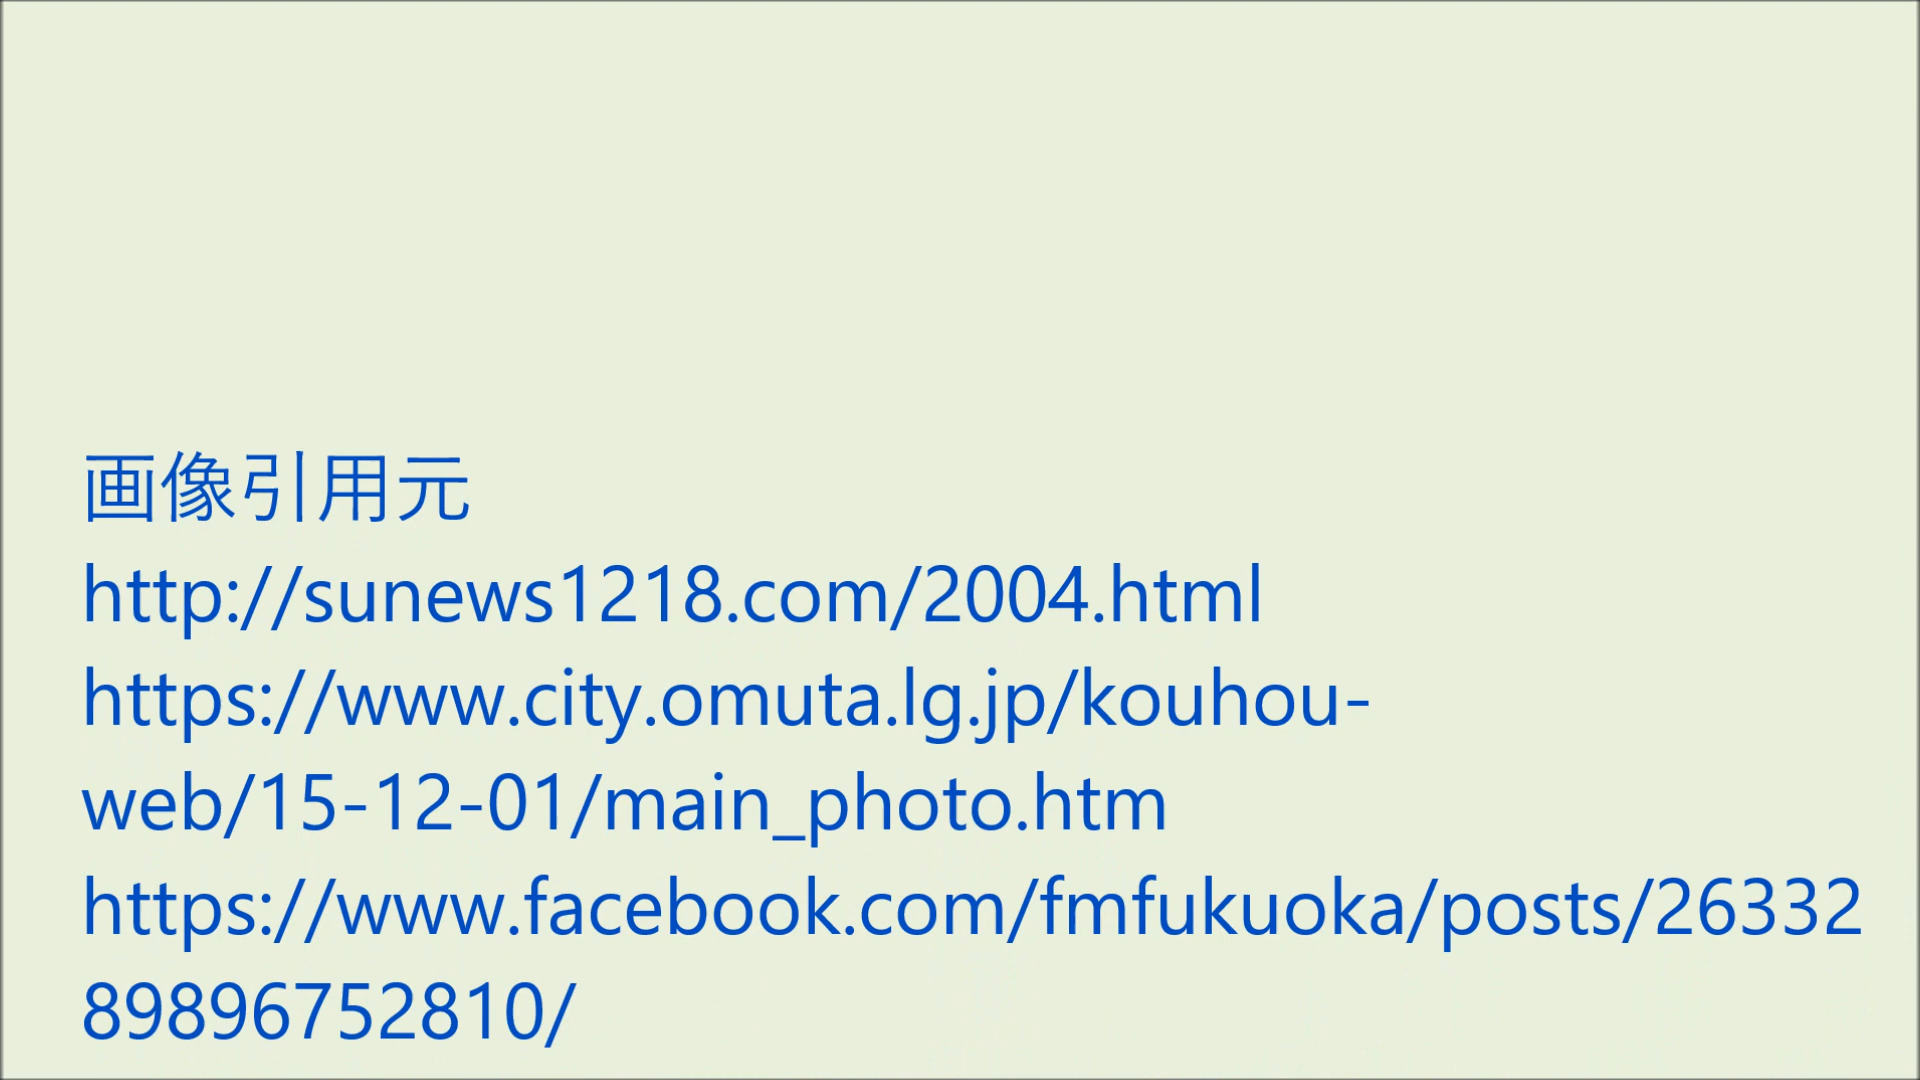 画像引用元
http://sunews1218.com/2004.html
https://www.city.omuta.lg.jp/kouhou-
web/15-12-01/main_photo.htm
https://www.facebook.com/fmfukuoka/posts/26332
89896752810/